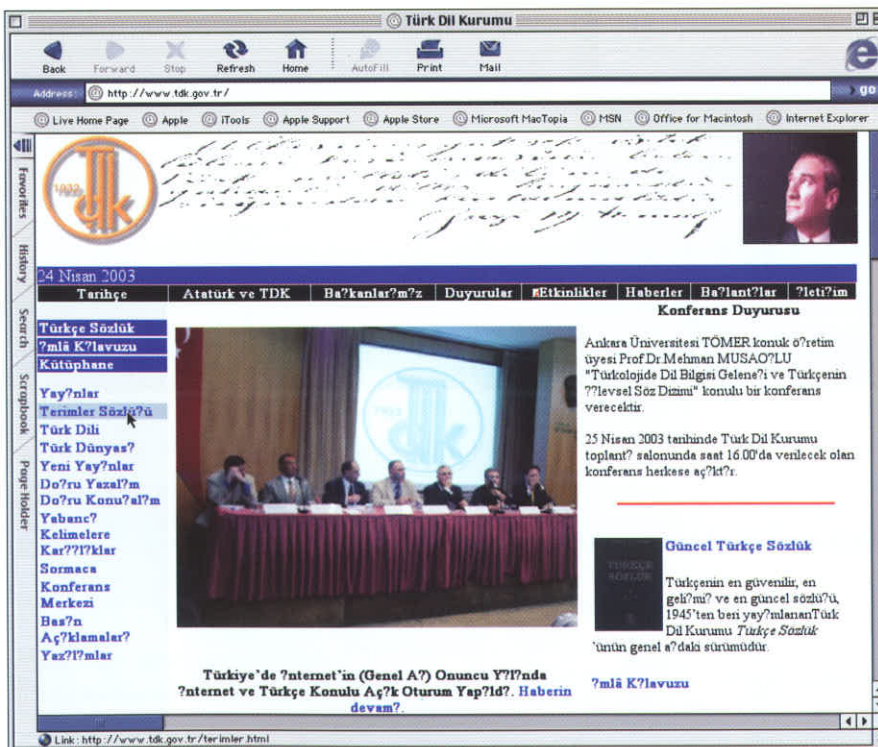 Türk Dil Kurumu
Back Forward Stop Refresh Home AutoFill Print Mail
Address: http://www.tdk.gov.tr/ go
Live Home Page Apple iTools Apple Support Apple Store Microsoft MacTopia MSN Office for Macintosh Internet Explorer
Favorites
History
Search
Scrapbook
Page Holder
1932
TDK
24 Nisan 2003
Tarihçe Atatürk ve TDK Ba?kanlar?m?z Duyurular Etkinlikler Haberler Ba?lant?lar ?leti?im
Türkçe Sözlük
?mlâ K?lavuzu
Kütüphane
Yay?nlar
Terimler Sözlü?ü
Türk Dili
Türk Dünyas?
Yeni Yay?nlar
Do?ru Yazal?m
Do?ru Konu?al?m
Yabanc?
Kelimelere
Kar??l?klar
Sormaca
Konferans
Merkezi
Bas?n
Aç?klamalar?
Yaz?l?mlar
Türkiye'de ?nternet'in (Genel A?) Onuncu Y?l?nda
?nternet ve Türkçe Konulu Aç?k Oturum Yap?ld?. Haberin
devam?.
Konferans Duyurusu
Ankara Üniversitesi TÖMER konuk ö?retim
üyesi Prof.Dr.Mehman MUSAO?LU
"Türkolojide Dil Bilgisi Gelene?i ve Türkçenin
??levsel Söz Dizimi" konulu bir konferans
verecektir.
25 Nisan 2003 tarihinde Türk Dil Kurumu
toplant? salonunda saat 16.00'da verilecek olan
konferans herkese aç?kt?r.
TÜRKÇE
SÖZLÜK
Güncel Türkçe Sözlük
Türkçenin en güvenilir, en
geli?mi? ve en güncel sözlü?ü,
1945'ten beri yay?mlananTürk
Dil Kurumu Türkçe Sözlük
'ünün genel a?daki sürümüdür.
?mlâ K?lavuzu
Link: http://www.tdk.gov.tr/terimler.html